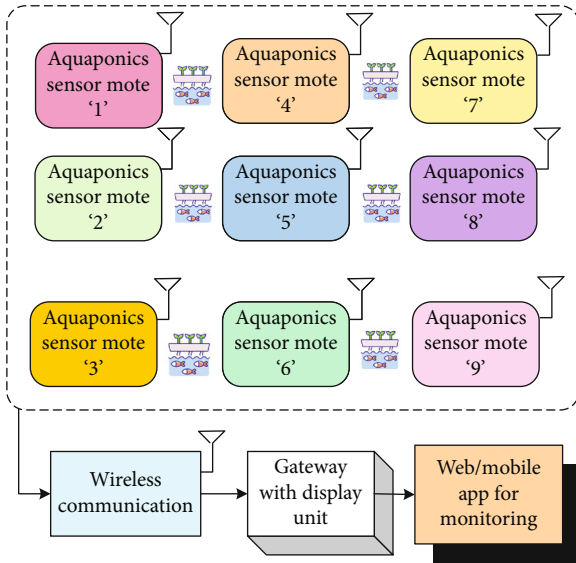 Aquaponics
sensor mote
‘1’
Aquaponics
sensor mote
‘4’
Aquaponics
sensor mote
‘7’
Aquaponics
sensor mote
‘2’
Aquaponics
sensor mote
‘5’
Aquaponics
sensor mote
‘8’
Aquaponics
sensor mote
‘3’
Aquaponics
sensor mote
‘6’
Aquaponics
sensor mote
‘9’
Wireless
communication
Gateway
with display
unit
Web/mobile
app for
monitoring